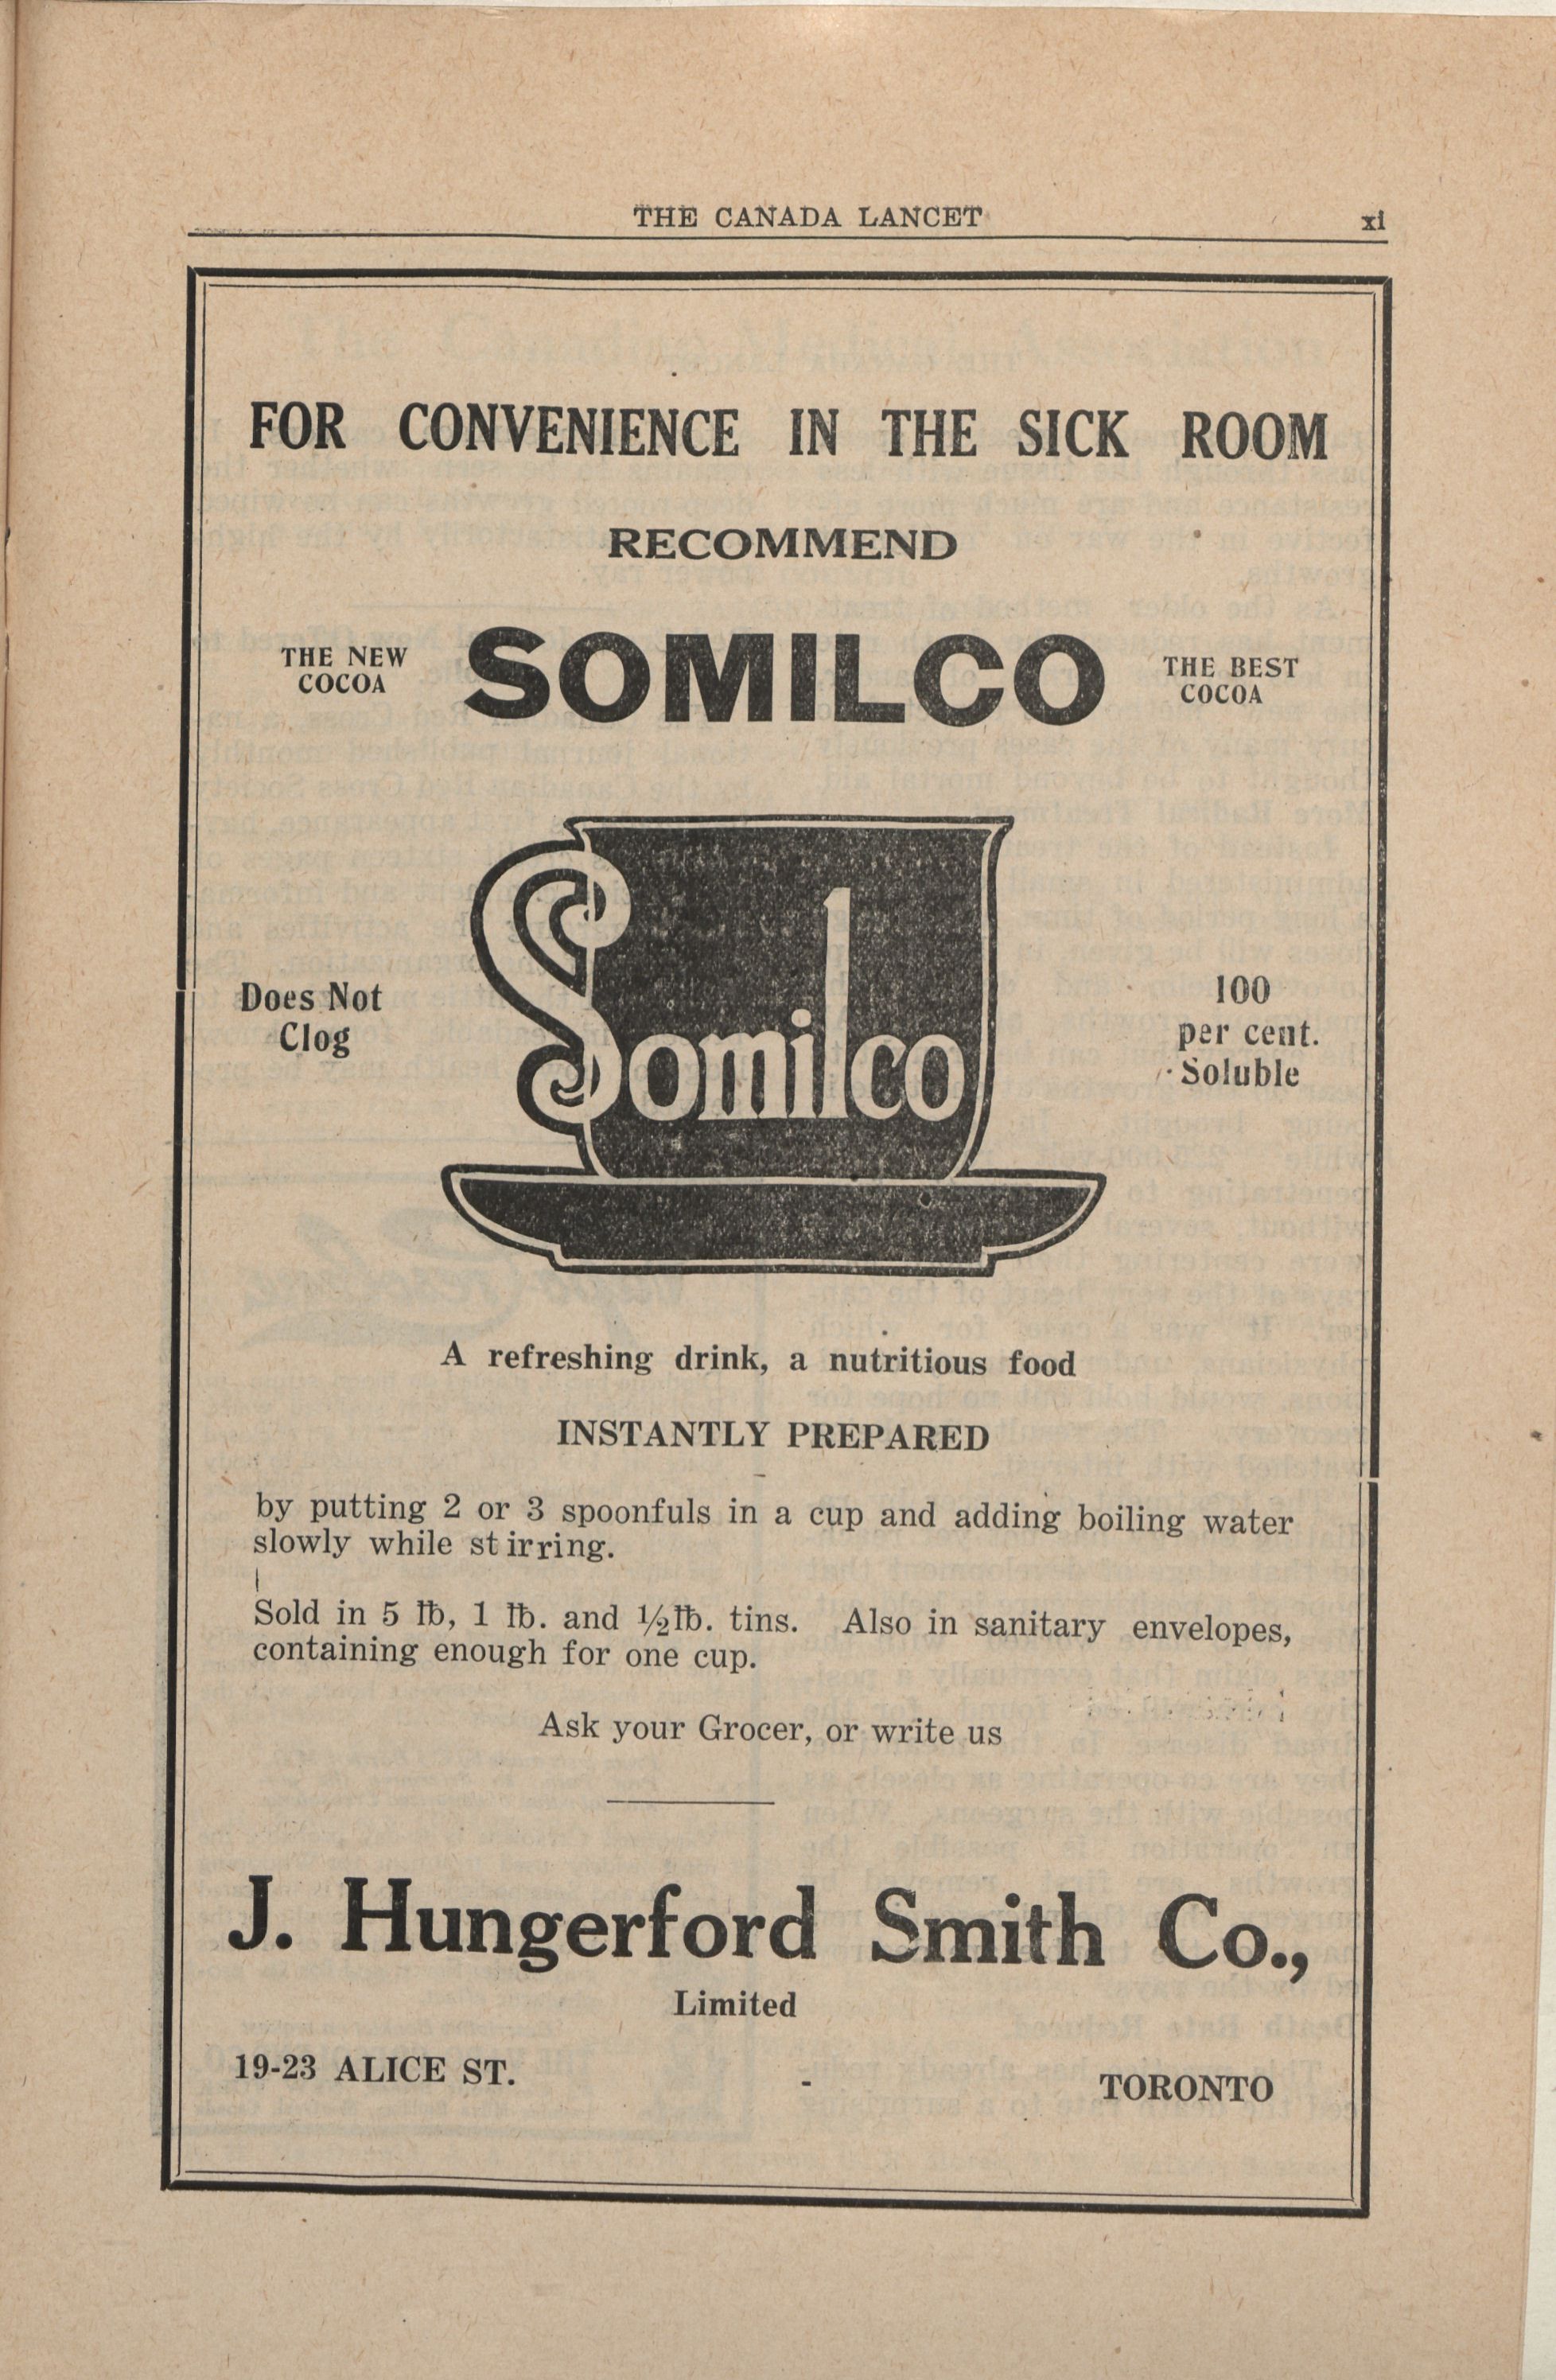 THE CANADA LANCET xi
FOR CONVENIENCE IN THE SICK ROOM
RECOMMEND
THE NEW
COCOA
SOMILCO
THE BEST
COCOA
Somilco
Does Not
Clog
100
per cent.
Soluble
A refreshing drink, a nutritious food
INSTANTLY PREPARED
by putting 2 or 3 spoonfuls in a cup and adding boiling water
slowly while stirring.
Sold in 5 ℔, 1 ℔. and ½℔. tins. Also in sanitary envelopes,
containing enough for one cup.
Ask your Grocer, or write us
J. Hungerford Smith Co.,
Limited
19-23 ALICE ST. - TORONTO